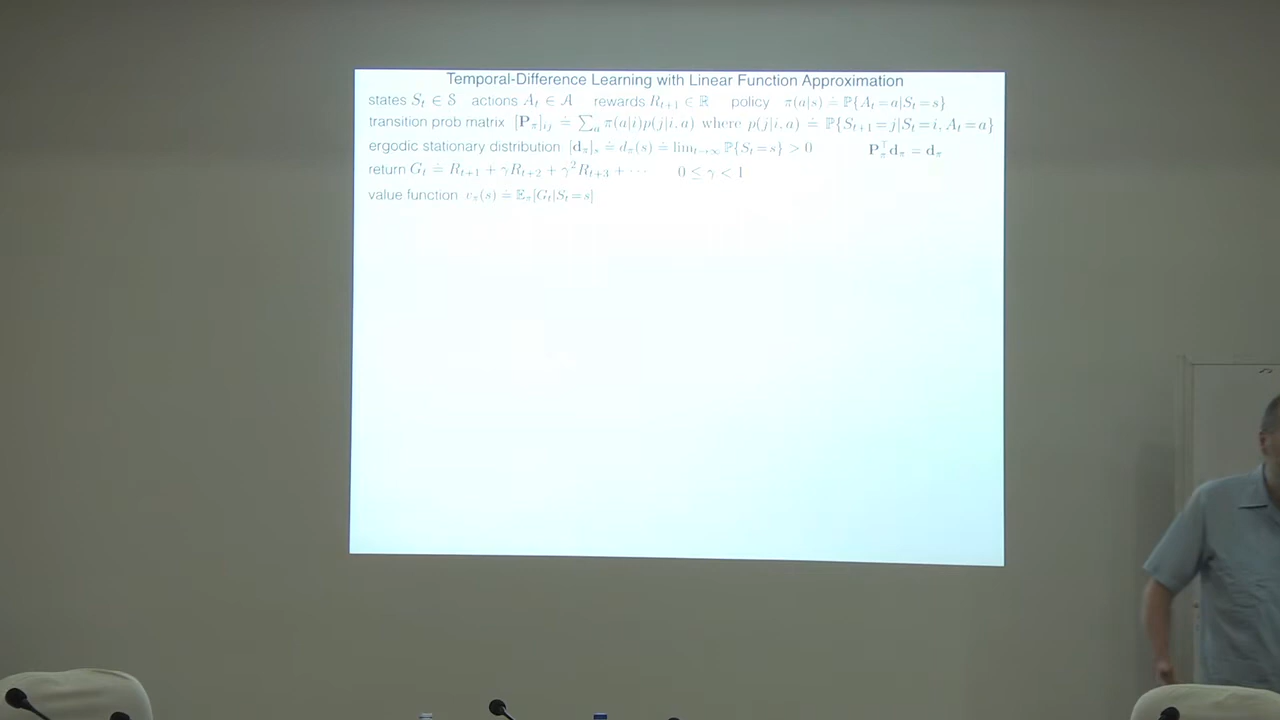 Temporal-Difference Learning with Linear Function Approximation
states S_t ∈ 𝒮 actions A_t ∈ 𝒜 rewards R_{t+1} ∈ ℝ policy π(a|s) ≐ ℙ{A_t = a|S_t = s}
transition prob matrix [P_π]_{ij} ≐ ∑_a π(a|i)p(j|i, a) where p(j|i, a) ≐ ℙ{S_{t+1} = j|S_t = i, A_t = a}
ergodic stationary distribution [d_π]_s ≐ d_π(s) ≐ lim_{t→∞} ℙ{S_t = s} > 0 P_π^⊤ d_π = d_π
return G_t ≐ R_{t+1} + γR_{t+2} + γ²R_{t+3} + ⋯ 0 ≤ γ < 1
value function v_π(s) ≐ 𝔼_π[G_t|S_t = s]